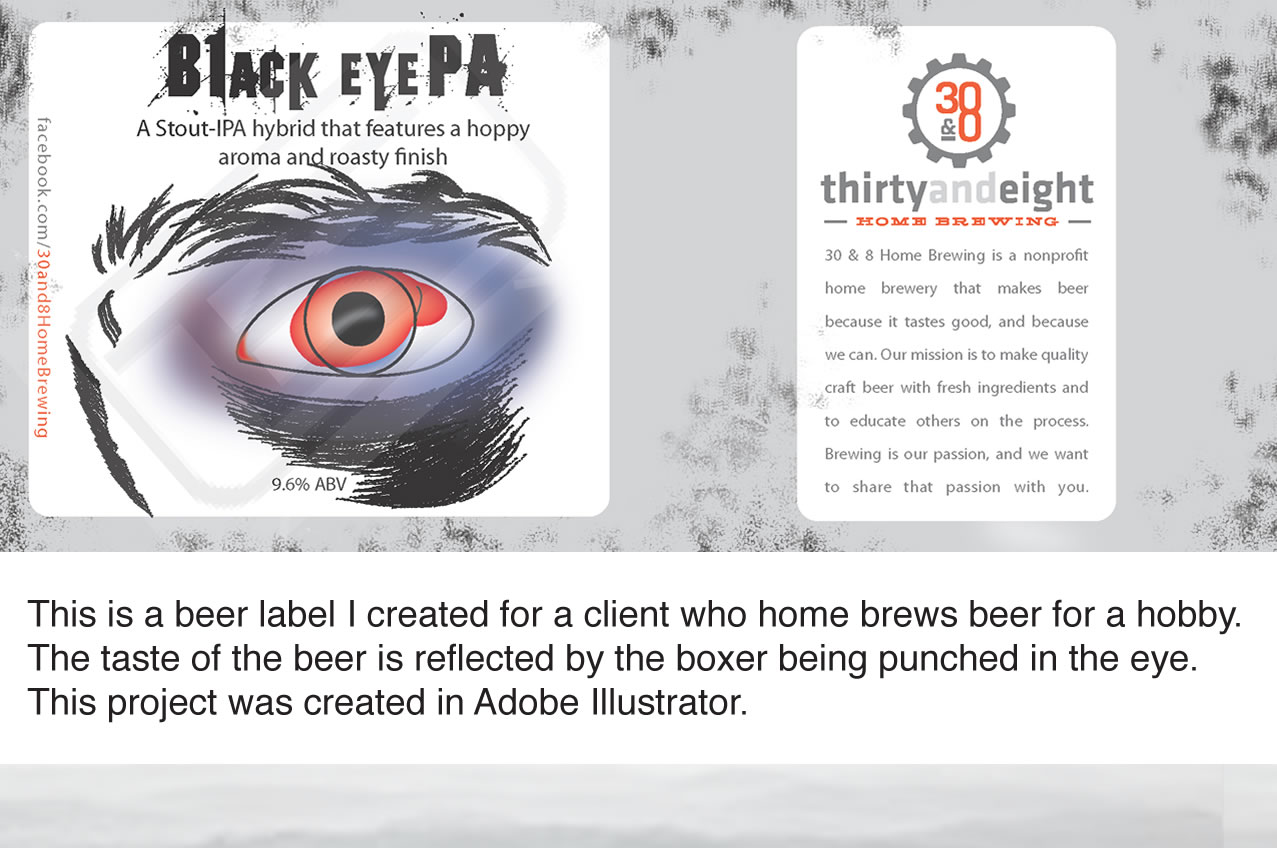 Black eyePA
A Stout-IPA hybrid that features a hoppy
aroma and roasty finish
facebook.com/30and8HomeBrewing
9.6% ABV
30
&8
thirtyandeight
HOME BREWING
30 & 8 Home Brewing is a nonprofit
home brewery that makes beer
because it tastes good, and because
we can. Our mission is to make quality
craft beer with fresh ingredients and
to educate others on the process.
Brewing is our passion, and we want
to share that passion with you.
This is a beer label I created for a client who home brews beer for a hobby.
The taste of the beer is reflected by the boxer being punched in the eye.
This project was created in Adobe Illustrator.